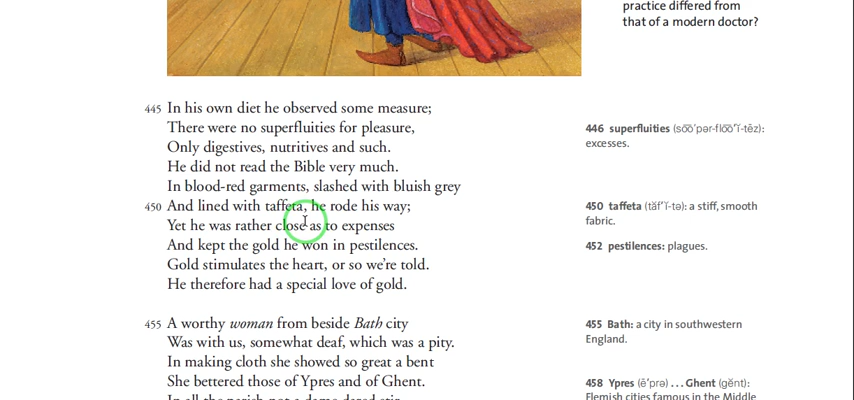 practice differed from
that of a modern doctor?
445 In his own diet he observed some measure;
There were no superfluities for pleasure,
Only digestives, nutritives and such.
He did not read the Bible very much.
In blood-red garments, slashed with bluish grey
450 And lined with taffeta, he rode his way;
Yet he was rather close as to expenses
And kept the gold he won in pestilences.
Gold stimulates the heart, or so we're told.
He therefore had a special love of gold.
446 superfluities (so͞oʹpər-flo͞oʹĭ-tēz):
excesses.
450 taffeta (tăfʹĭ-tə): a stiff, smooth
fabric.
452 pestilences: plagues.
455 A worthy woman from beside Bath city
Was with us, somewhat deaf, which was a pity.
In making cloth she showed so great a bent
She bettered those of Ypres and of Ghent.
455 Bath: a city in southwestern
England.
458 Ypres (ēʹprə) . . . Ghent (gĕnt):
Flemish cities famous in the Middle